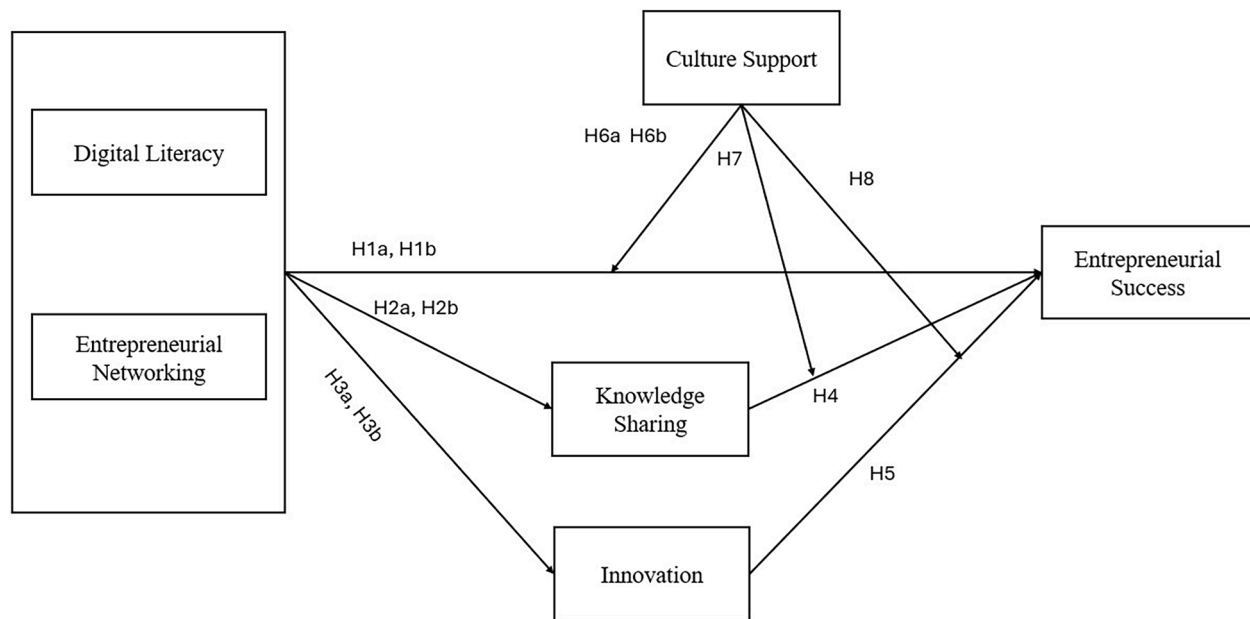 Culture Support
Digital Literacy
H6a H6b
H7
H8
H1a, H1b
Entrepreneurial
Success
H2a, H2b
Entrepreneurial
Networking
H3a, H3b
Knowledge
Sharing
H4
H5
Innovation